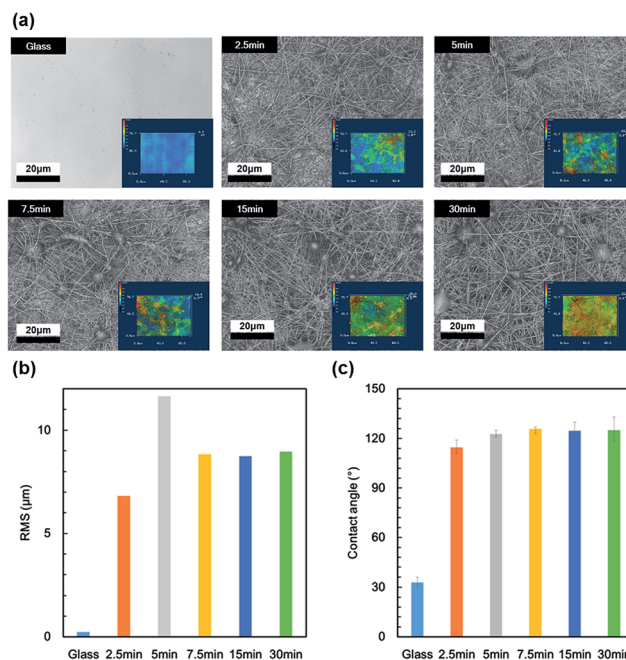 (a)
Glass 2.5min 5min
20µm 20µm 20µm
7.5min 15min 30min
20µm 20µm 20µm
(b) (c)
RMS (µm)
10
5
0
Glass 2.5min 5min 7.5min 15min 30min
Contact angle (°)
150
120
90
60
30
0
Glass 2.5min 5min 7.5min 15min 30min